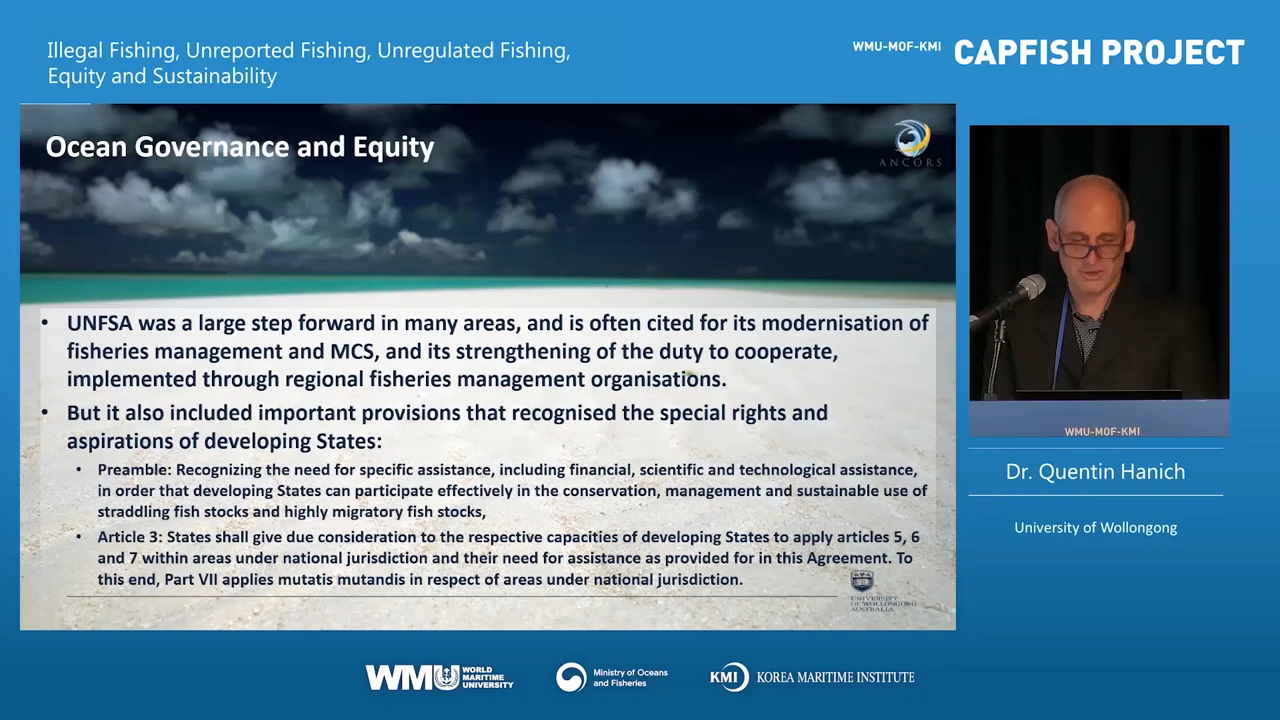 Illegal Fishing, Unreported Fishing, Unregulated Fishing,
Equity and Sustainability
WMU-MOF-KMI CAPFISH PROJECT
Ocean Governance and Equity
ANCORS
• UNFSA was a large step forward in many areas, and is often cited for its modernisation of
fisheries management and MCS, and its strengthening of the duty to cooperate,
implemented through regional fisheries management organisations.
• But it also included important provisions that recognised the special rights and
aspirations of developing States:
• Preamble: Recognizing the need for specific assistance, including financial, scientific and technological assistance,
in order that developing States can participate effectively in the conservation, management and sustainable use of
straddling fish stocks and highly migratory fish stocks,
• Article 3: States shall give due consideration to the respective capacities of developing States to apply articles 5, 6
and 7 within areas under national jurisdiction and their need for assistance as provided for in this Agreement. To
this end, Part VII applies mutatis mutandis in respect of areas under national jurisdiction.
UNIVERSITY
OF WOLLONGONG
AUSTRALIA
WMU-MOF-KMI
Dr. Quentin Hanich
University of Wollongong
WMU WORLD
MARITIME
UNIVERSITY
Ministry of Oceans
and Fisheries
KMI KOREA MARITIME INSTITUTE